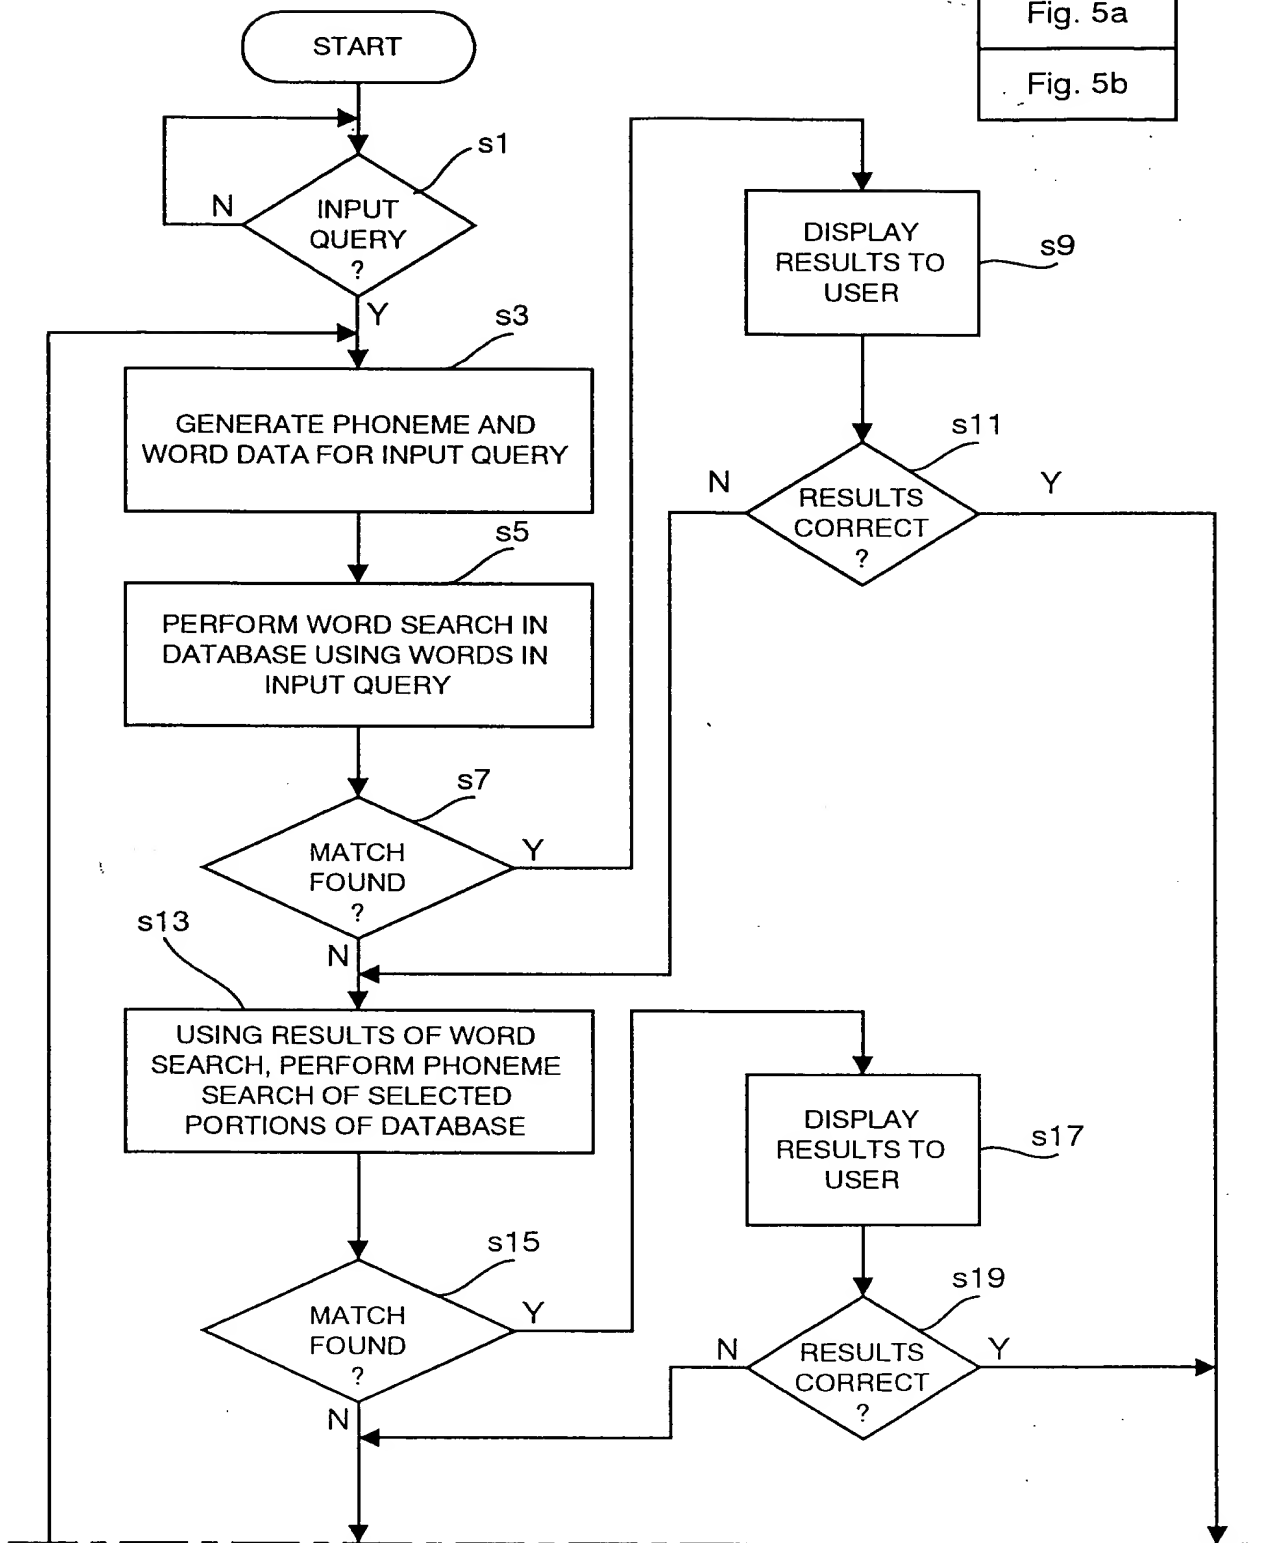 Fig. 5a
Fig. 5b
START
s1
N
INPUT
QUERY
?
Y
s3
GENERATE PHONEME AND
WORD DATA FOR INPUT QUERY
s5
PERFORM WORD SEARCH IN
DATABASE USING WORDS IN
INPUT QUERY
s7
MATCH
FOUND
?
Y
N
DISPLAY
RESULTS TO
USER
s9
s11
N
RESULTS
CORRECT
?
Y
s13
USING RESULTS OF WORD
SEARCH, PERFORM PHONEME
SEARCH OF SELECTED
PORTIONS OF DATABASE
s15
MATCH
FOUND
?
Y
N
DISPLAY
RESULTS TO
USER
s17
s19
N
RESULTS
CORRECT
?
Y